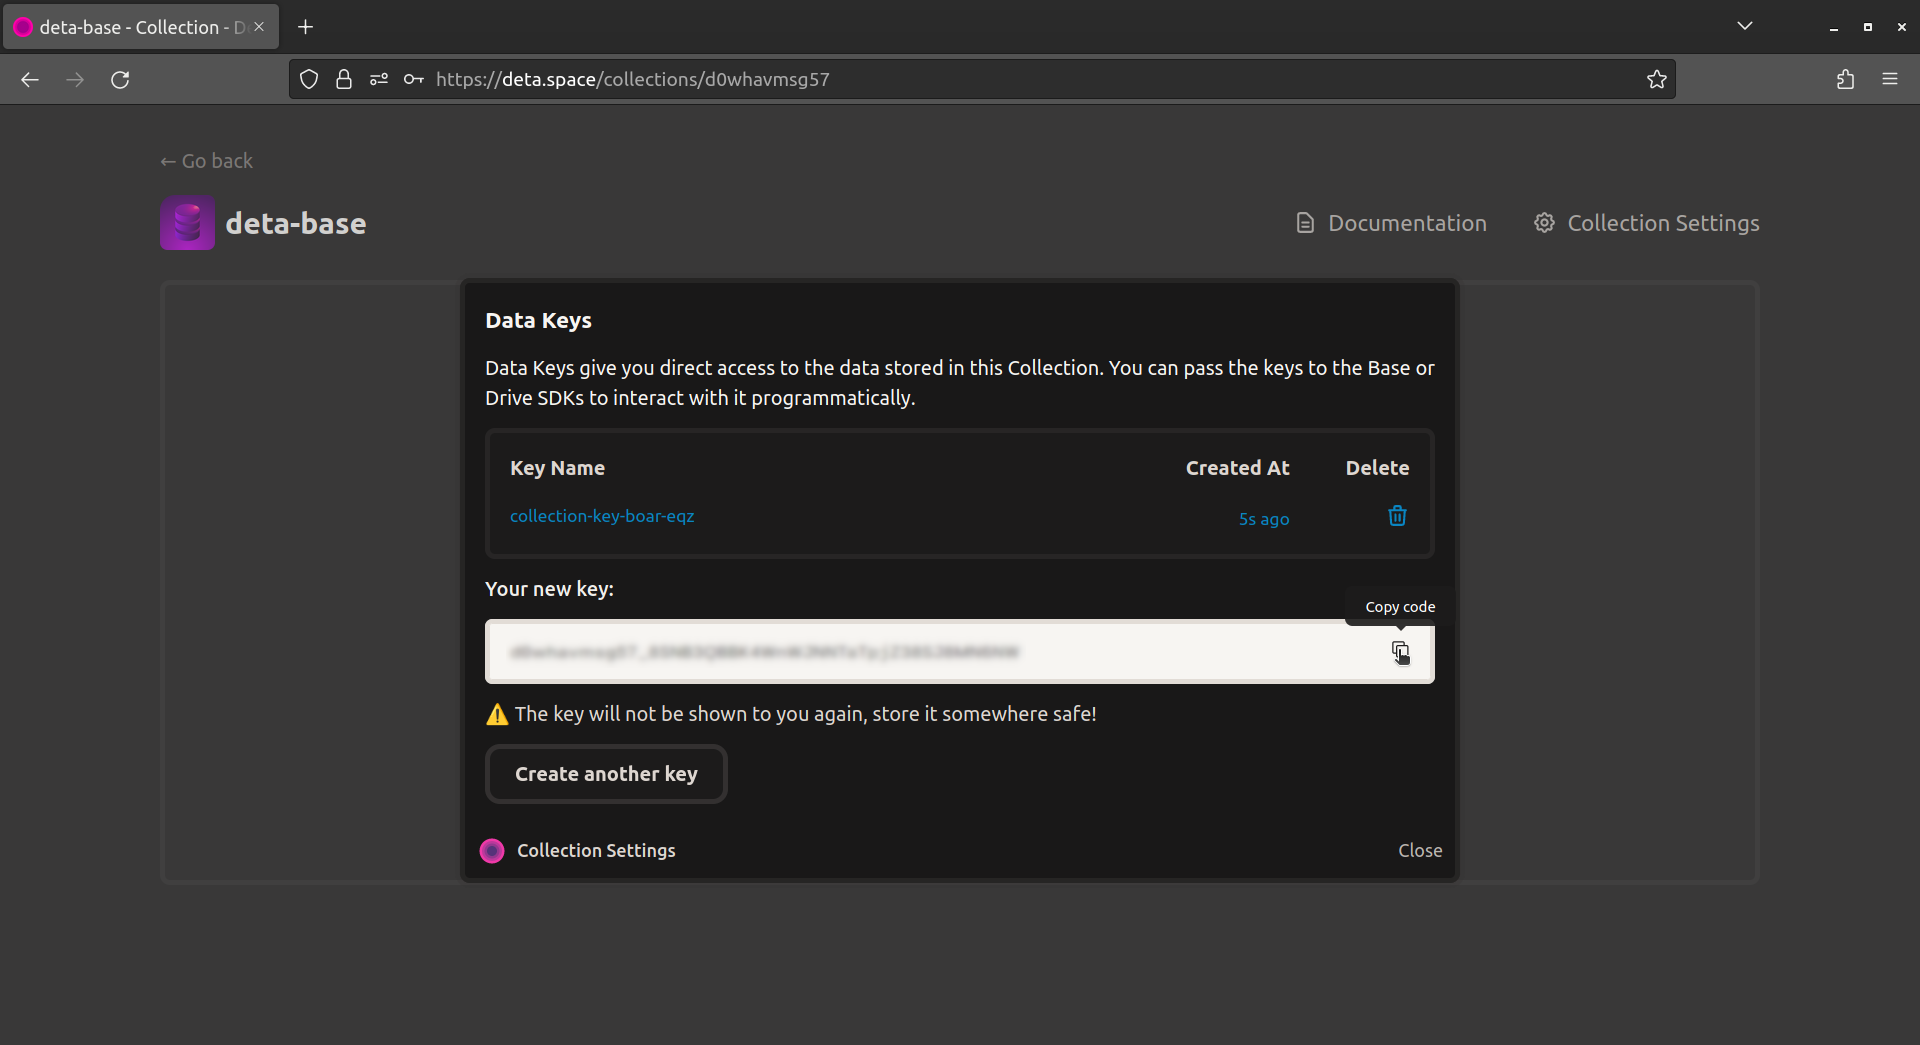 deta-base - Collection - D
https://deta.space/collections/d0whavmsg57
← Go back
deta-base
Documentation
Collection Settings
Data Keys
Data Keys give you direct access to the data stored in this Collection. You can pass the keys to the Base or
Drive SDKs to interact with it programmatically.
Key Name Created At Delete
collection-key-boar-eqz 5s ago
Your new key:
Copy code
⚠️ The key will not be shown to you again, store it somewhere safe!
Create another key
Collection Settings
Close